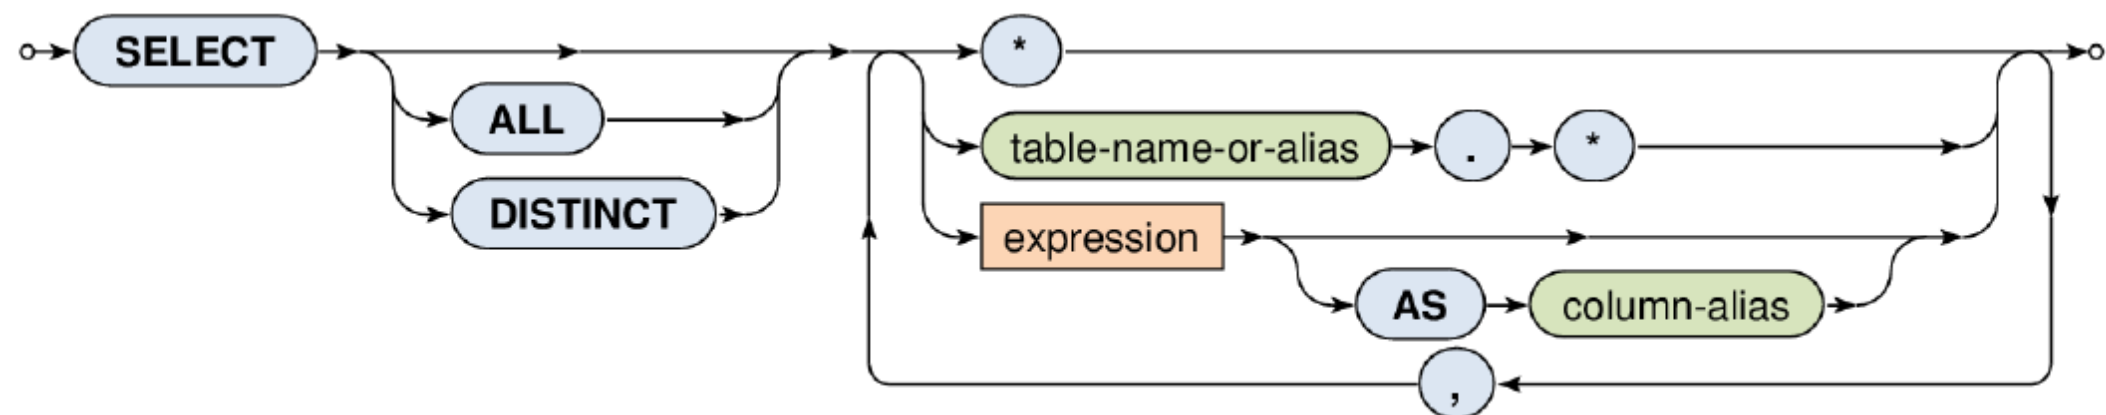 SELECT *
ALL
table-name-or-alias . *
DISTINCT
expression
AS column-alias
,